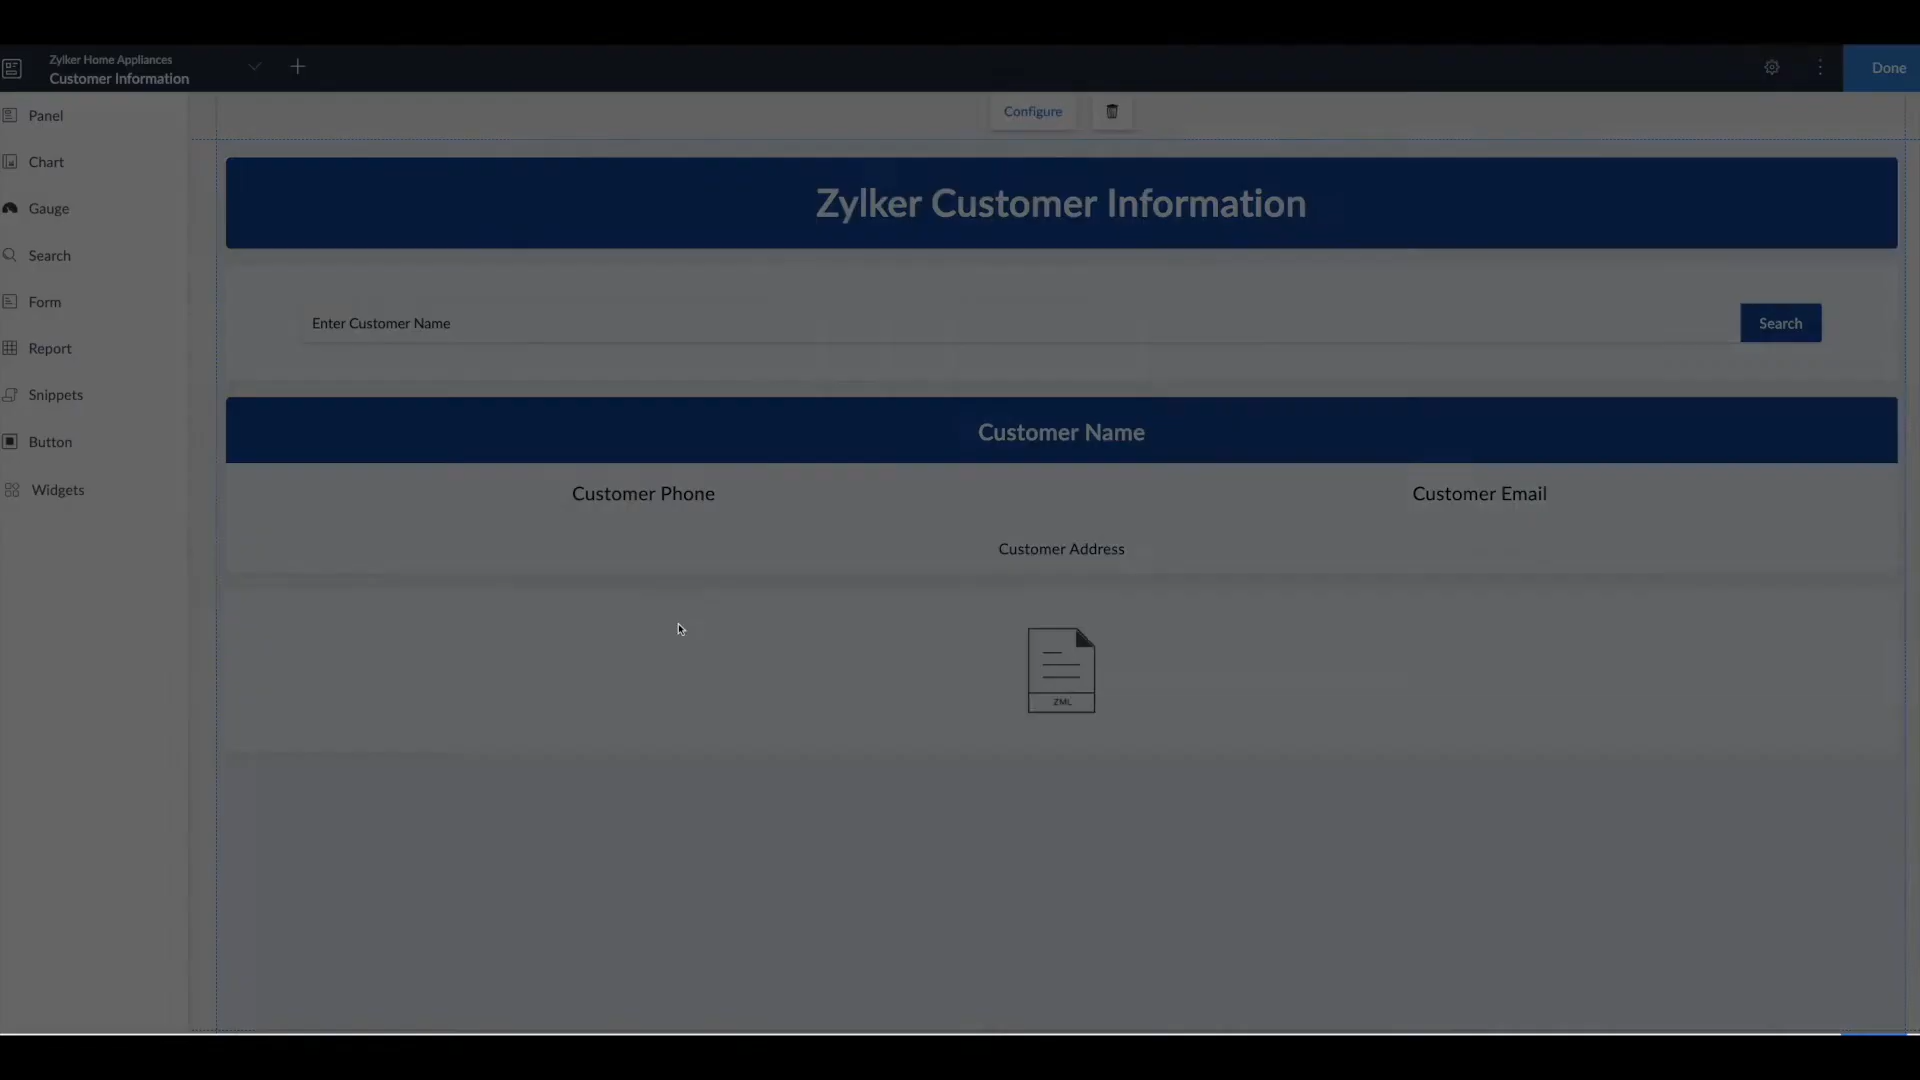 Zylker Home Appliances
Customer Information
Done
Panel
Chart
Gauge
Search
Form
Report
Snippets
Button
Widgets
Configure
Zylker Customer Information
Enter Customer Name
Search
Customer Name
Customer Phone
Customer Email
Customer Address
ZML